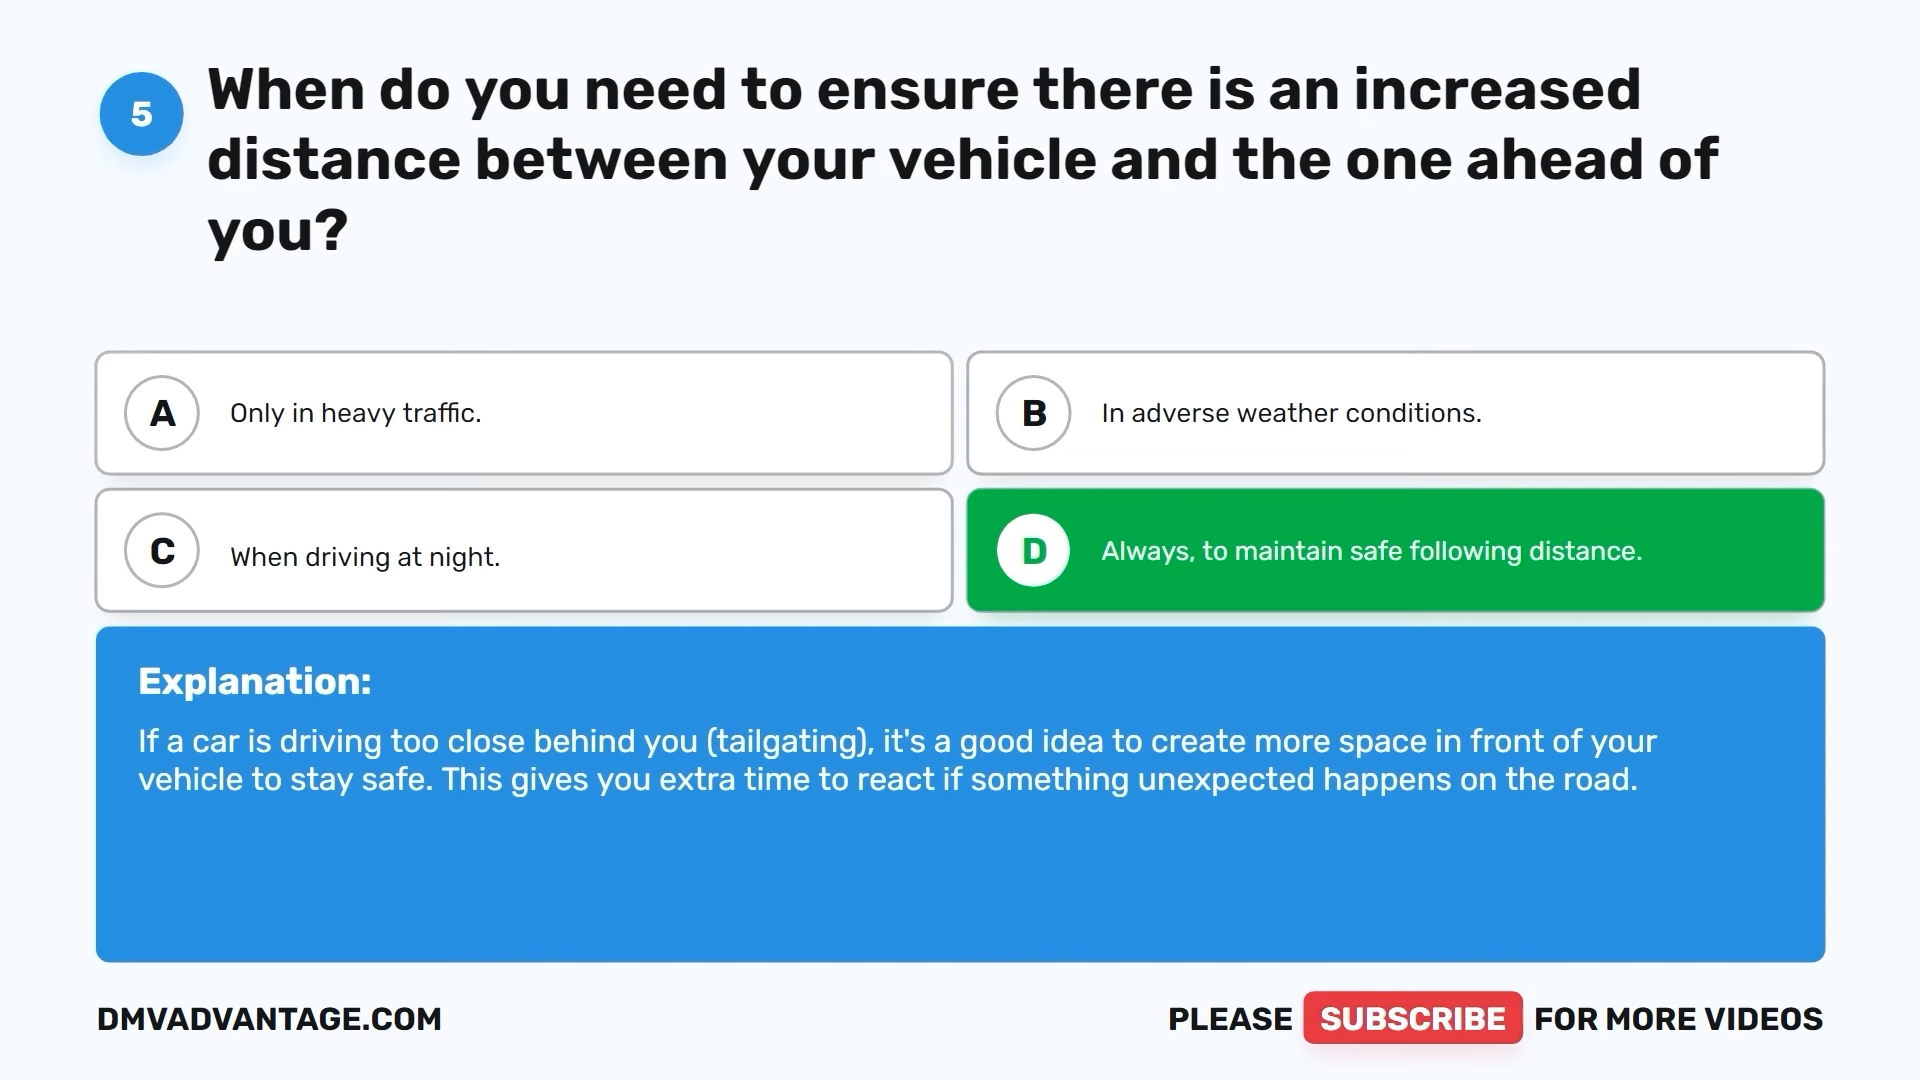 5
When do you need to ensure there is an increased
distance between your vehicle and the one ahead of
you?
A Only in heavy traffic.
B In adverse weather conditions.
C When driving at night.
D Always, to maintain safe following distance.
Explanation:
If a car is driving too close behind you (tailgating), it's a good idea to create more space in front of your
vehicle to stay safe. This gives you extra time to react if something unexpected happens on the road.
DMVADVANTAGE.COM
PLEASE SUBSCRIBE FOR MORE VIDEOS